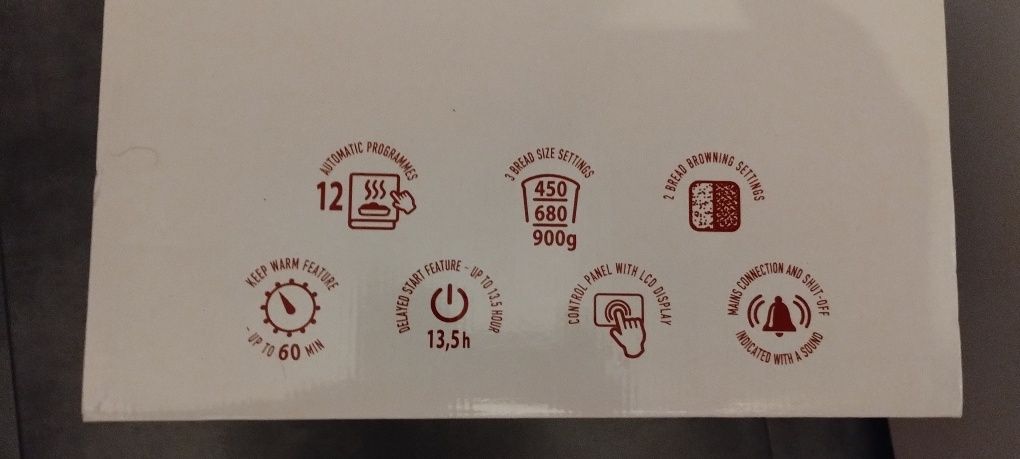 AUTOMATIC PROGRAMMES
12
3 BREAD SIZE SETTINGS
450
680
900g
2 BREAD BROWNING SETTINGS
KEEP WARM FEATURE
- UP TO 60 MIN
DELAYED START FEATURE - UP TO 13.5 HOUR
13,5h
CONTROL PANEL WITH LCD DISPLAY
MAINS CONNECTION AND SHUT-OFF
INDICATED WITH A SOUND